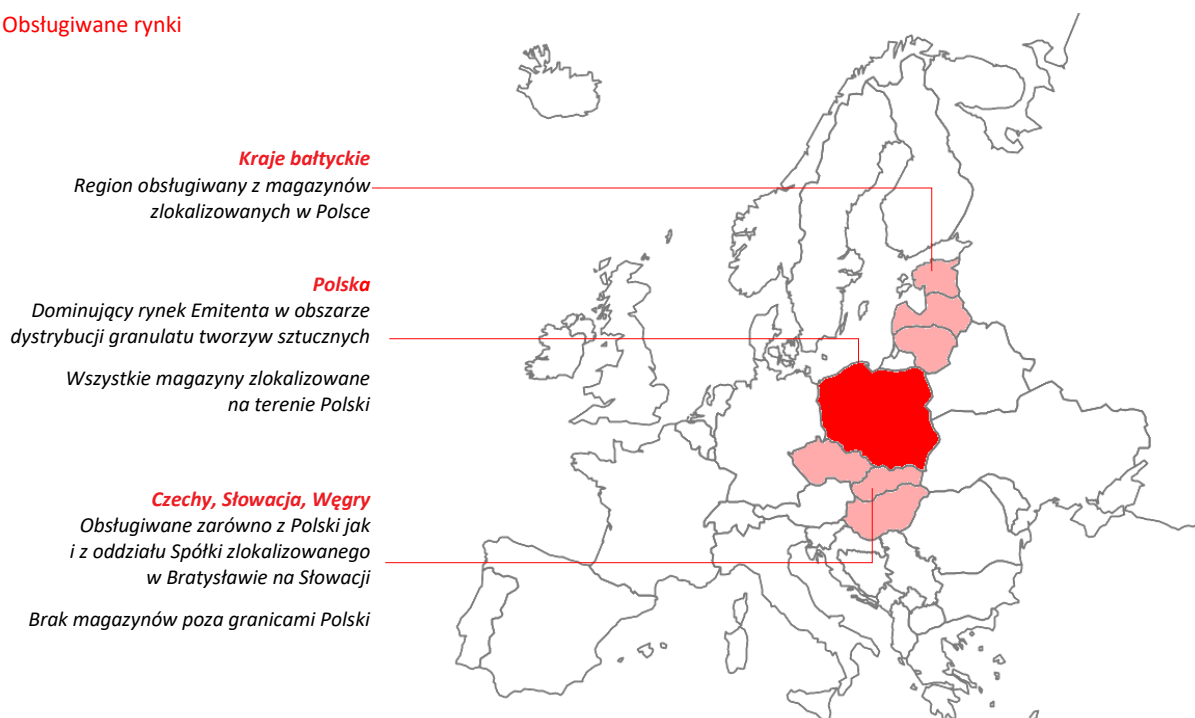 Obsługiwane rynki
Kraje bałtyckie
Region obsługiwany z magazynów
zlokalizowanych w Polsce
Polska
Dominujący rynek Emitenta w obszarze
dystrybucji granulatu tworzyw sztucznych
Wszystkie magazyny zlokalizowane
na terenie Polski
Czechy, Słowacja, Węgry
Obsługiwane zarówno z Polski jak
i z oddziału Spółki zlokalizowanego
w Bratysławie na Słowacji
Brak magazynów poza granicami Polski